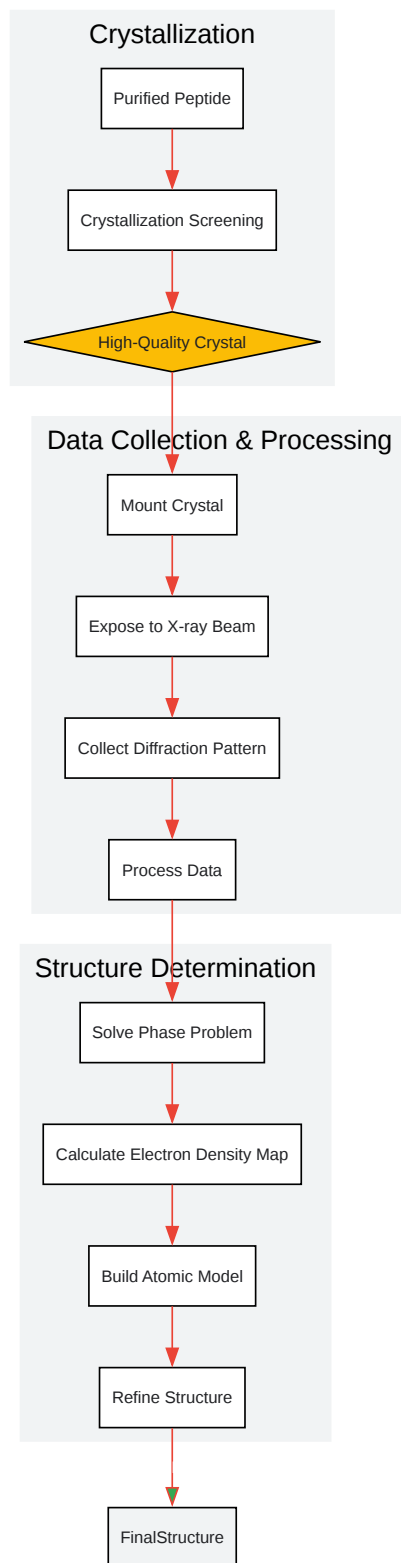 Crystallization
Purified Peptide
Crystallization Screening
High-Quality Crystal
Data Collection & Processing
Mount Crystal
Expose to X-ray Beam
Collect Diffraction Pattern
Process Data
Structure Determination
Solve Phase Problem
Calculate Electron Density Map
Build Atomic Model
Refine Structure
FinalStructure